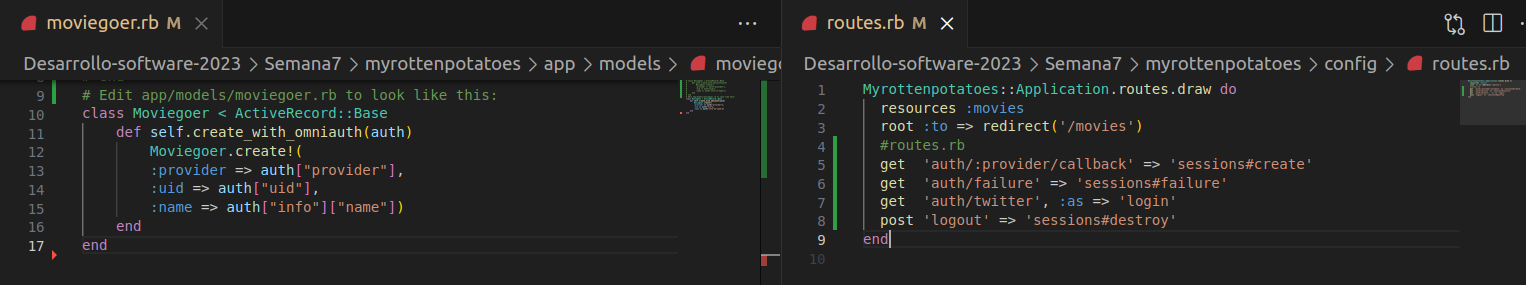 moviegoer.rb M
Desarrollo-software-2023 > Semana7 > myrottenpotatoes > app > models > movieg
9 # Edit app/models/moviegoer.rb to look like this:
10 class Moviegoer < ActiveRecord::Base
11 def self.create_with_omniauth(auth)
12 Moviegoer.create!(
13 :provider => auth["provider"],
14 :uid => auth["uid"],
15 :name => auth["info"]["name"])
16 end
17 end
routes.rb M
Desarrollo-software-2023 > Semana7 > myrottenpotatoes > config > routes.rb
1 Myrottenpotatoes::Application.routes.draw do
2 resources :movies
3 root :to => redirect('/movies')
4 #routes.rb
5 get 'auth/:provider/callback' => 'sessions#create'
6 get 'auth/failure' => 'sessions#failure'
7 get 'auth/twitter', :as => 'login'
8 post 'logout' => 'sessions#destroy'
9 end
10